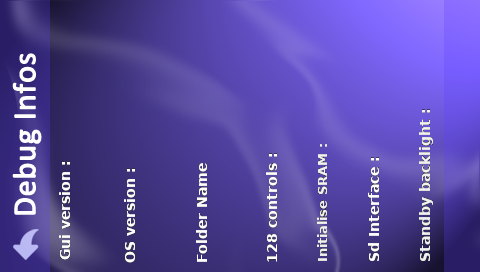 Debug Infos
Gui version :
OS version :
Folder Name
128 controls :
Initialise SRAM :
Sd Interface :
Standby backlight :